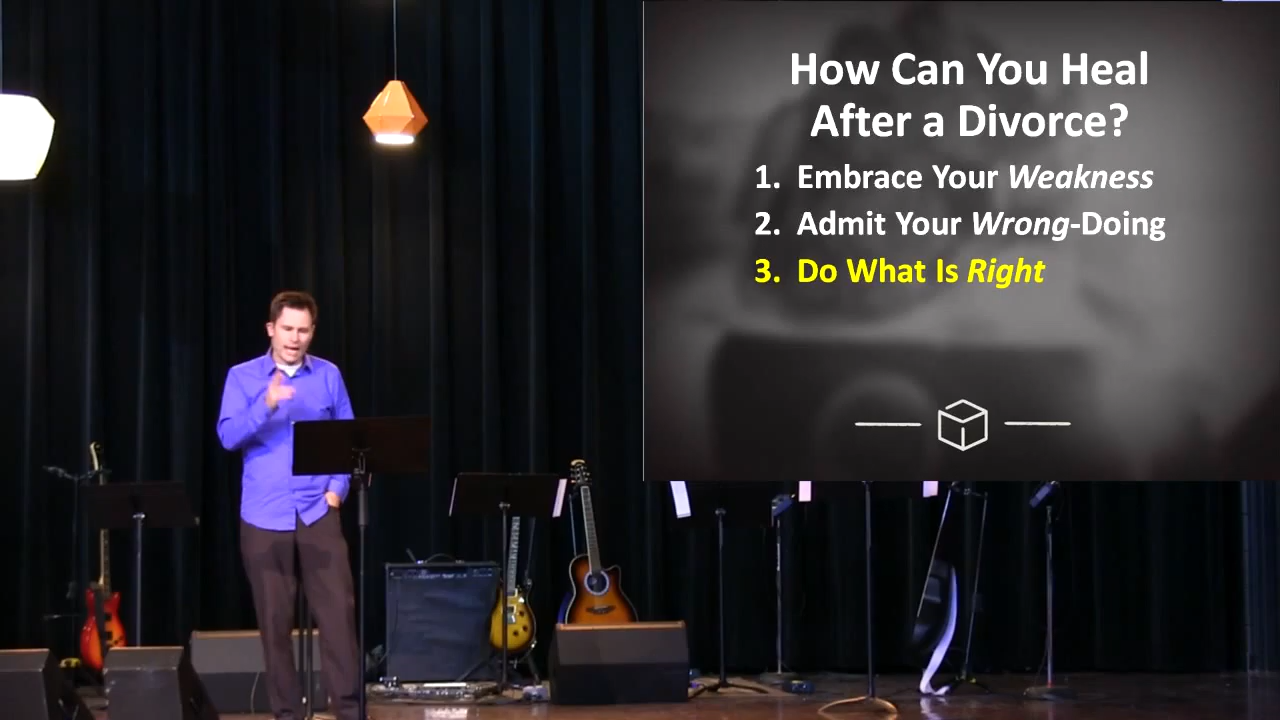 How Can You Heal
After a Divorce?
1. Embrace Your Weakness
2. Admit Your Wrong-Doing
3. Do What Is Right